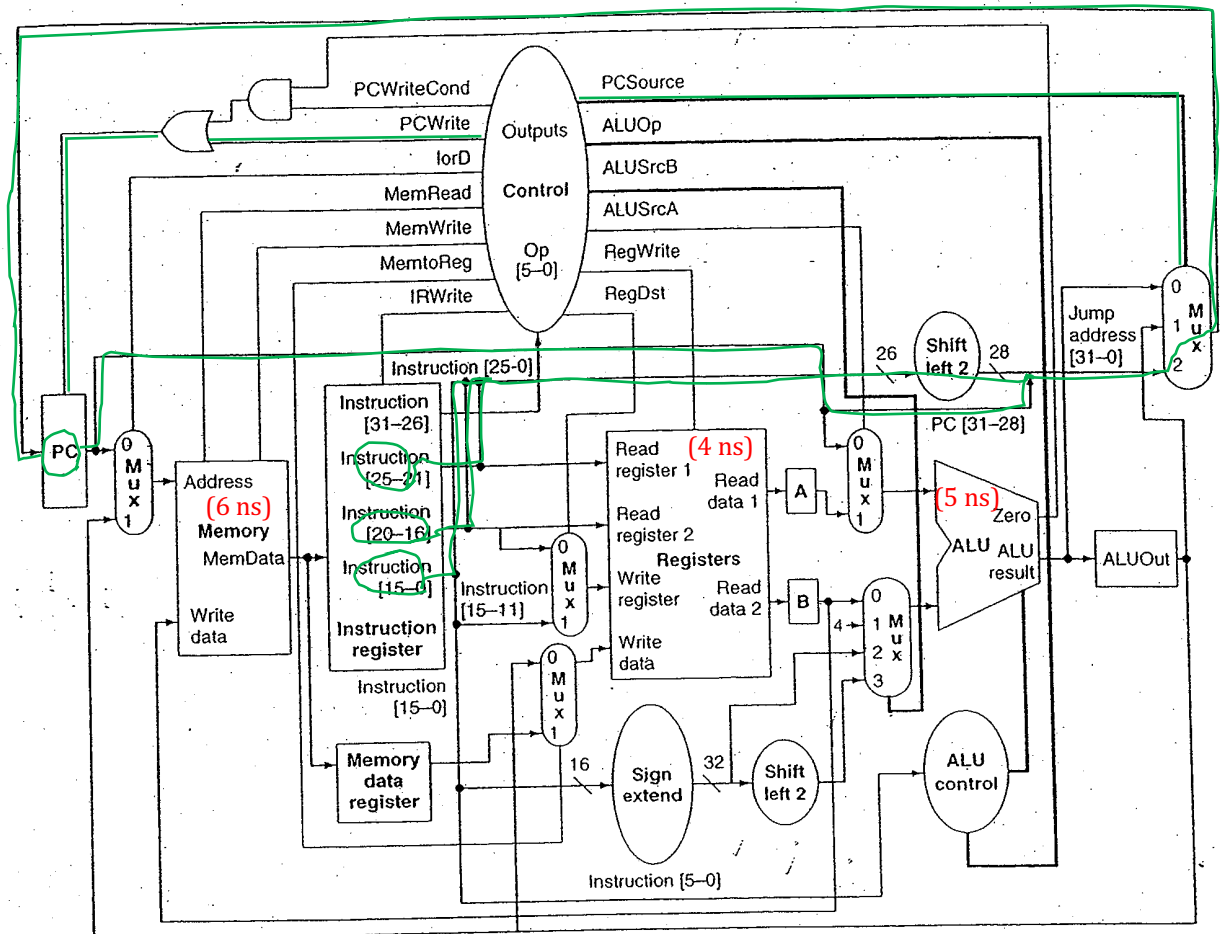 PCWriteCond
PCWrite
IorD
MemRead
MemWrite
MemtoReg
IRWrite
Outputs
Control
Op
[5–0]
PCSource
ALUOp
ALUSrcB
ALUSrcA
RegWrite
RegDst
Instruction [25-0]
26
Shift
left 2
28
Jump
address
[31–0]
0
1
2
M
u
x
PC
0
M
u
x
1
Address
(6 ns)
Memory
MemData
Write
data
Instruction
[31–26]
Instruction
[25–21]
Instruction
[20–16]
Instruction
[15–0]
Instruction
register
Instruction
[15–11]
Instruction
[15–0]
0
M
u
x
1
0
M
u
x
1
Memory
data
register
(4 ns)
Read
register 1
Read
register 2
Registers
Write
register
Write
data
Read
data 1
Read
data 2
A
B
4
PC [31–28]
0
M
u
x
1
0
1
2
3
M
u
x
(5 ns)
Zero
ALU
ALU
result
ALUOut
16
Sign
extend
32
Shift
left 2
ALU
control
Instruction [5–0]